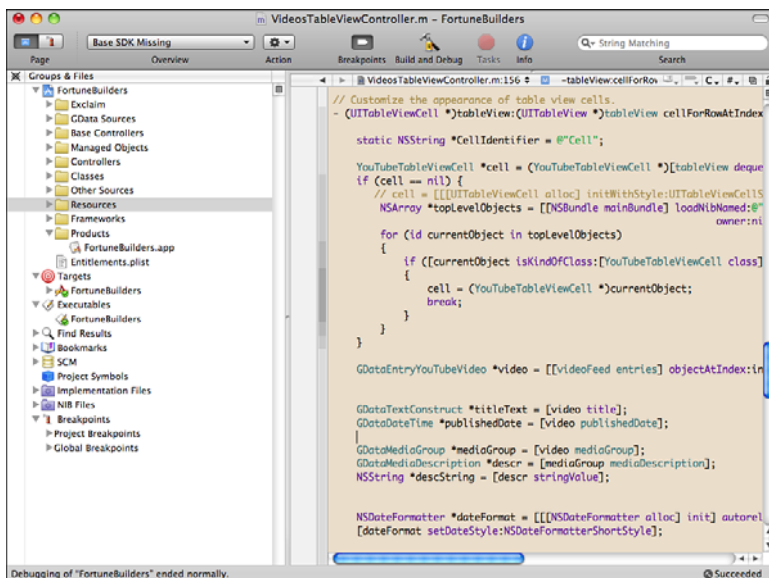 VideosTableViewController.m - FortuneBuilders
Base SDK Missing
String Matching
Page
Overview
Action
Breakpoints
Build and Debug
Tasks
Info
Search
Groups & Files
FortuneBuilders
Exclaim
GData Sources
Base Controllers
Managed Objects
Controllers
Classes
Other Sources
Resources
Frameworks
Products
FortuneBuilders.app
Entitlements.plist
Targets
FortuneBuilders
Executables
FortuneBuilders
Find Results
Bookmarks
SCM
Project Symbols
Implementation Files
NIB Files
Breakpoints
Project Breakpoints
Global Breakpoints
VideosTableViewController.m:156
-tableView:cellForRow
C
#
// Customize the appearance of table view cells.
- (UITableViewCell *)tableView:(UITableView *)tableView cellForRowAtIndex
static NSString *CellIdentifier = @"Cell";
YouTubeTableViewCell *cell = (YouTubeTableViewCell *)[tableView deque
if (cell == nil) {
// cell = [[[UITableViewCell alloc] initWithStyle:UITableViewCellS
NSArray *topLevelObjects = [[NSBundle mainBundle] loadNibNamed:@"
owner:ni
for (id currentObject in topLevelObjects)
{
if ([currentObject isKindOfClass:[YouTubeTableViewCell class]
{
cell = (YouTubeTableViewCell *)currentObject;
break;
}
}
}
GDataEntryYouTubeVideo *video = [[videoFeed entries] objectAtIndex:in
GDataTextConstruct *titleText = [video title];
GDataDateTime *publishedDate = [video publishedDate];
GDataMediaGroup *mediaGroup = [video mediaGroup];
GDataMediaDescription *descr = [mediaGroup mediaDescription];
NSString *descString = [descr stringValue];
NSDateFormatter *dateFormat = [[[NSDateFormatter alloc] init] autorel
[dateFormat setDateStyle:NSDateFormatterShortStyle];
Debugging of "FortuneBuilders" ended normally.
Succeeded